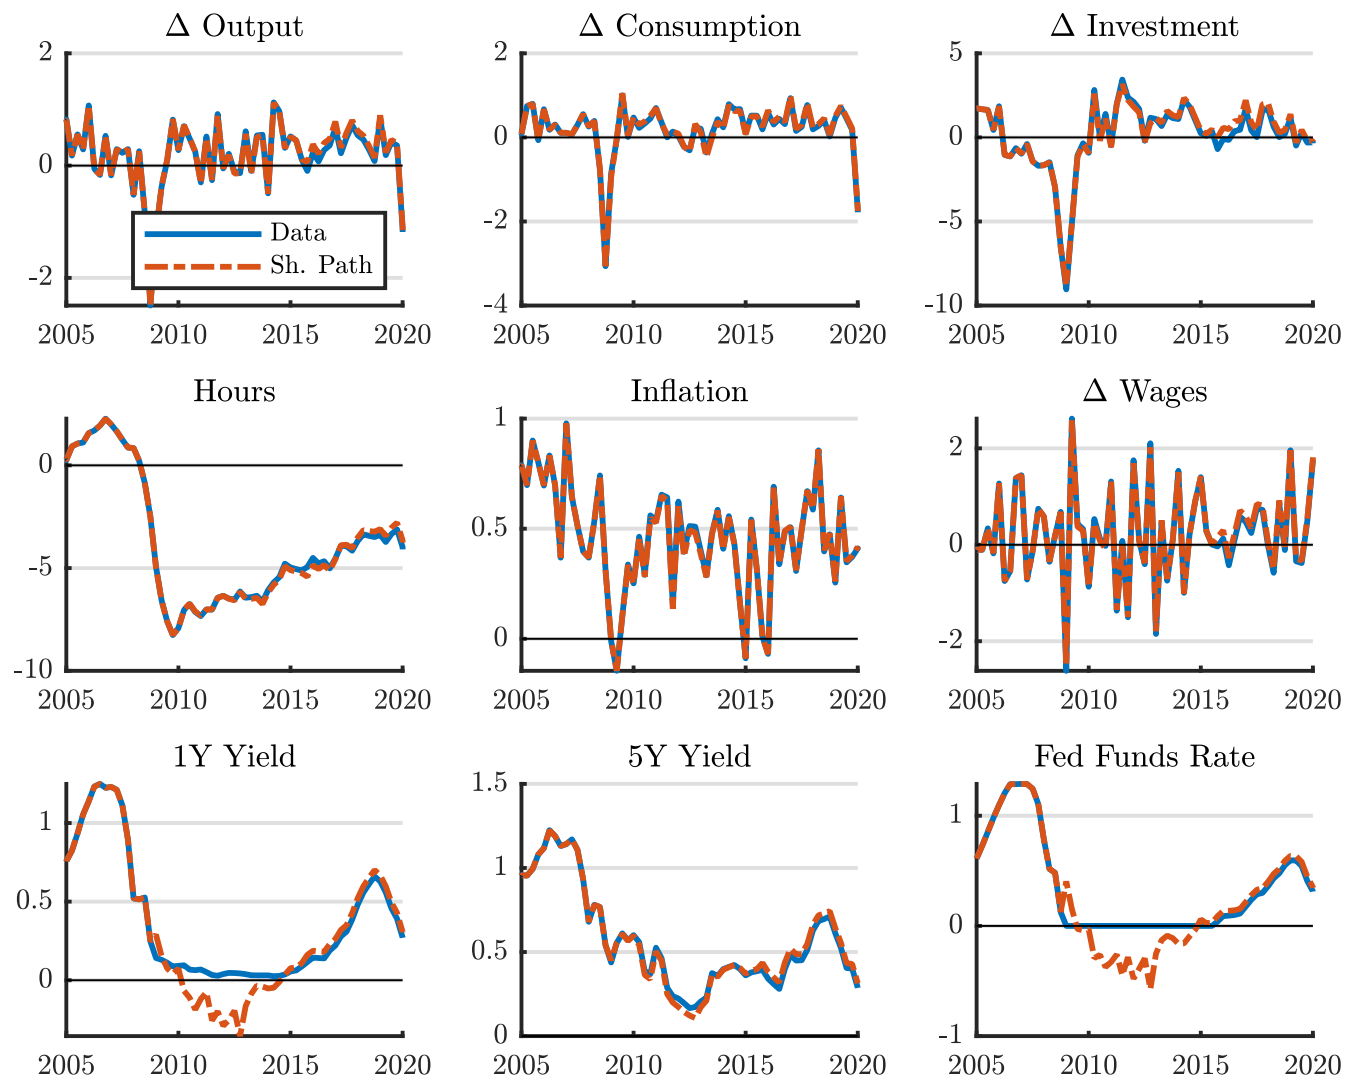 Δ Output
Δ Consumption
Δ Investment
2
0
-2
Data
Sh. Path
2005 2010 2015 2020
2
0
-2
-4
2005 2010 2015 2020
5
0
-5
-10
2005 2010 2015 2020
Hours
Inflation
Δ Wages
0
-5
-10
2005 2010 2015 2020
1
0.5
0
2005 2010 2015 2020
2
0
-2
2005 2010 2015 2020
1Y Yield
5Y Yield
Fed Funds Rate
1
0.5
0
2005 2010 2015 2020
1.5
1
0.5
0
2005 2010 2015 2020
1
0
-1
2005 2010 2015 2020